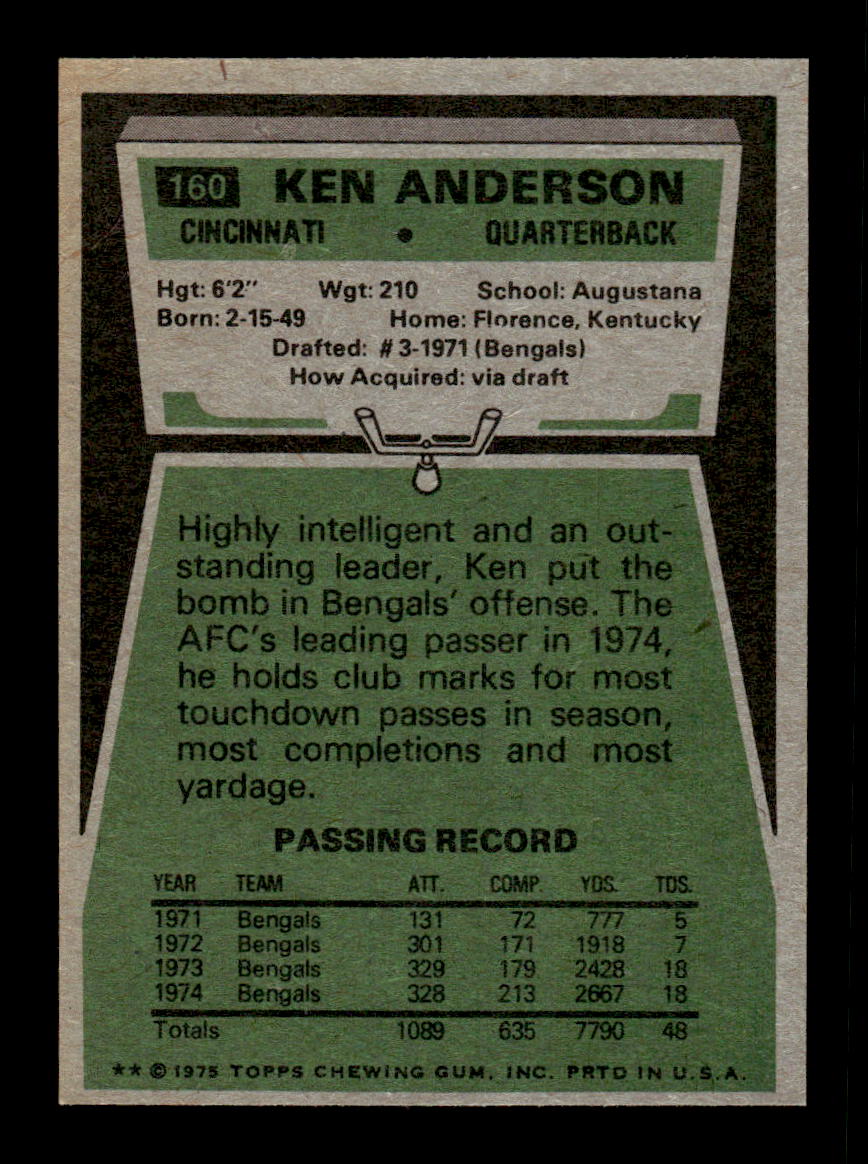 160 KEN ANDERSON
CINCINNATI • QUARTERBACK
Hgt: 6'2" Wgt: 210 School: Augustana
Born: 2-15-49 Home: Florence, Kentucky
Drafted: #3-1971 (Bengals)
How Acquired: via draft
Highly intelligent and an out-
standing leader, Ken put the
bomb in Bengals' offense. The
AFC's leading passer in 1974,
he holds club marks for most
touchdown passes in season,
most completions and most
yardage.
PASSING RECORD
YEAR TEAM ATT. COMP. YDS. TDS.
1971 Bengals 131 72 777 5
1972 Bengals 301 171 1918 7
1973 Bengals 329 179 2428 18
1974 Bengals 328 213 2667 18
Totals 1089 635 7790 48
** © 1975 TOPPS CHEWING GUM, INC. PRTD IN U.S.A.